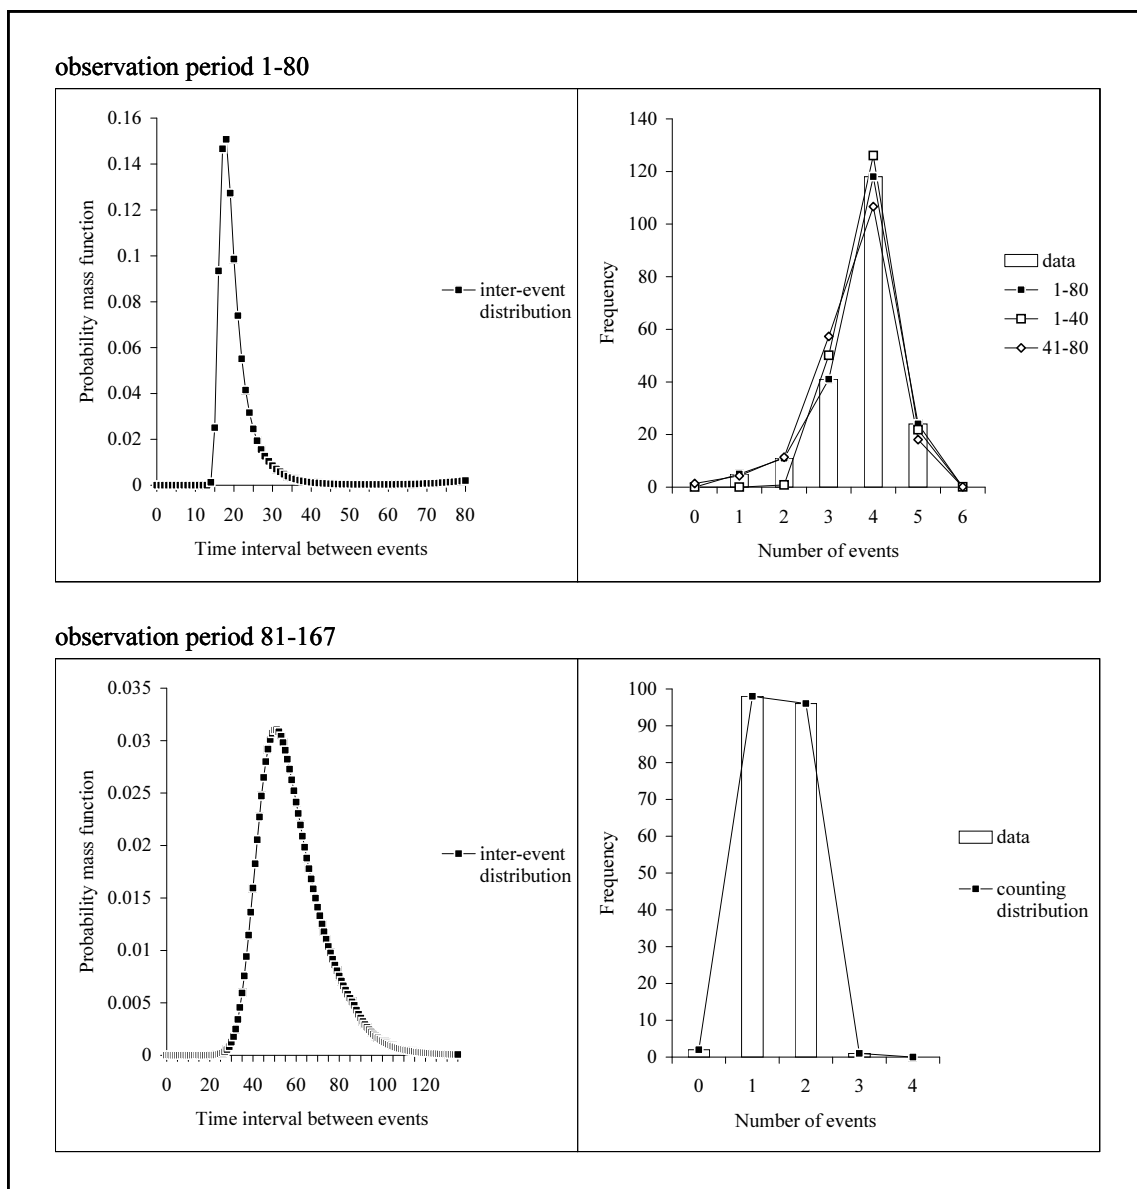 observation period 1-80
0.16
0.14
0.12
0.1
0.08
0.06
0.04
0.02
0
Probability mass function
0 10 20 30 40 50 60 70 80
Time interval between events
inter-event
distribution
140
120
100
80
60
40
20
0
Frequency
0 1 2 3 4 5 6
Number of events
data
1-80
1-40
41-80
observation period 81-167
0.035
0.03
0.025
0.02
0.015
0.01
0.005
0
Probability mass function
0 20 40 60 80 100 120
Time interval between events
inter-event
distribution
100
90
80
70
60
50
40
30
20
10
0
Frequency
0 1 2 3 4
Number of events
data
counting
distribution